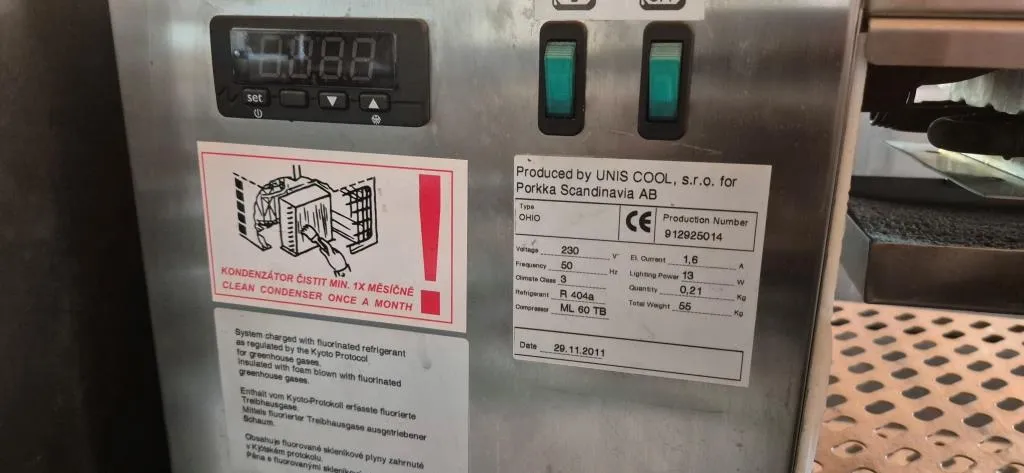 set
KONDENZÁTOR ČISTIT MIN. 1X MĚSÍČNĚ
CLEAN CONDENSER ONCE A MONTH
!
System charged with fluorinated refrigerant
as regulated by the Kyoto Protocol
for greenhouse gases.
Insulated with foam blown with fluorinated
greenhouse gases.
Enthält vom Kyoto-Protokoll erfasste fluorierte
Treibhausgase.
Mittels fluorierter Treibhausgase ausgetriebener
Schaum.
Obsahuje fluorované skleníkové plyny zahrnuté
v Kyótském protokolu.
Pěna s fluorovanými
Produced by UNIS COOL, s.r.o. for
Porkka Scandinavia AB
Type
OHIO
CE
Production Number
912925014
Voltage 230 V El. Current 1,6 A
Frequency 50 Hz Lighting Power 13 W
Climate Class 3 Quantity 0,21 Kg
Refrigerant R 404a Total Weight 55 Kg
Compressor ML 60 TB
Date 29.11.2011